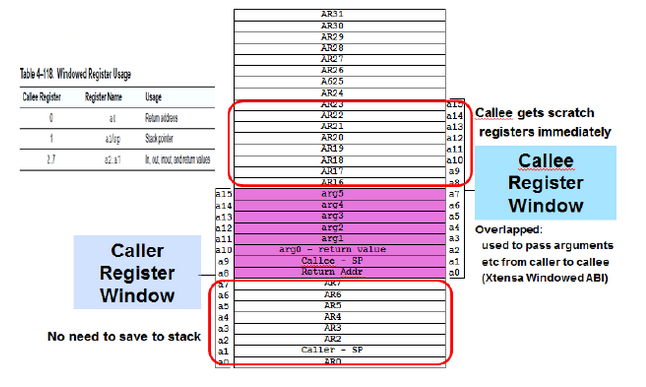 AR31
AR30
AR29
AR28
AR27
AR26
A625
AR24
AR23
AR22
AR21
AR20
AR19
AR18
AR17
AR16
arg5
arg4
arg3
arg2
arg1
arg0 - return value
Callee - SP
Return Addr
AR7
AR6
AR5
AR4
AR3
AR2
Caller - SP
AR0
Table 4-118. Windowed Register Usage
Callee Register Register Name Usage
0 a0 Return address
1 Stack pointer
2..7 In, out, inout, and return values
a15
a14
a13
a12
a11
a10
a9
a8
a7
a6
a5
a4
a3
a2
a1
a0
Caller
Register
Window
No need to save to stack
a15
a14
a13
a12
a11
a10
a9
a8
a7
a6
a5
a4
a3
a2
a1
a0
Callee gets scratch
registers immediately
Callee
Register
Window
Overlapped:
used to pass arguments
etc from caller to callee
(Xtensa Windowed ABI)